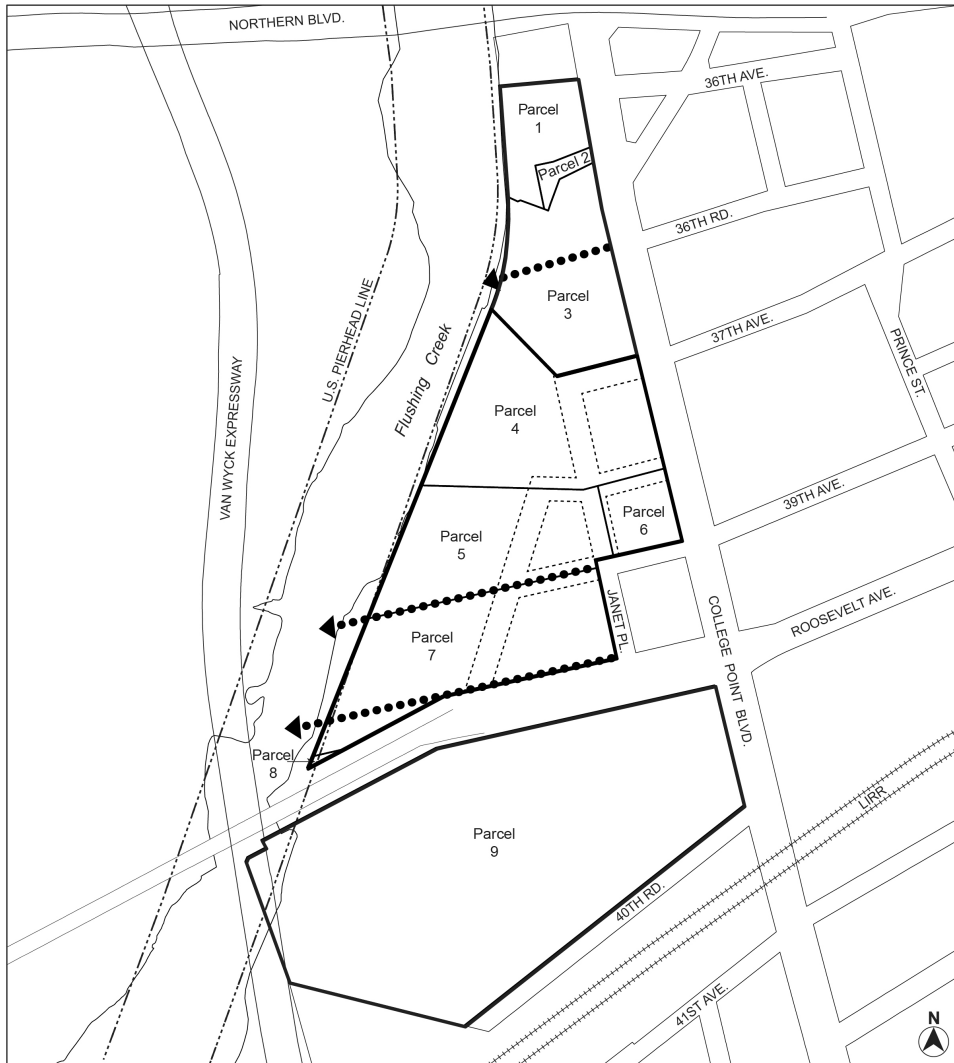 NORTHERN BLVD.
36TH AVE.
Parcel
1
Parcel 2
36TH RD.
Parcel
3
37TH AVE.
U.S. PIERHEAD LINE
Flushing Creek
PRINCE ST.
VAN WYCK EXPRESSWAY
Parcel
4
39TH AVE.
Parcel
5
Parcel
6
JANET PL.
COLLEGE POINT BLVD.
ROOSEVELT AVE.
Parcel
7
Parcel
8
LIRR
Parcel
9
40TH RD.
41ST AVE.
N